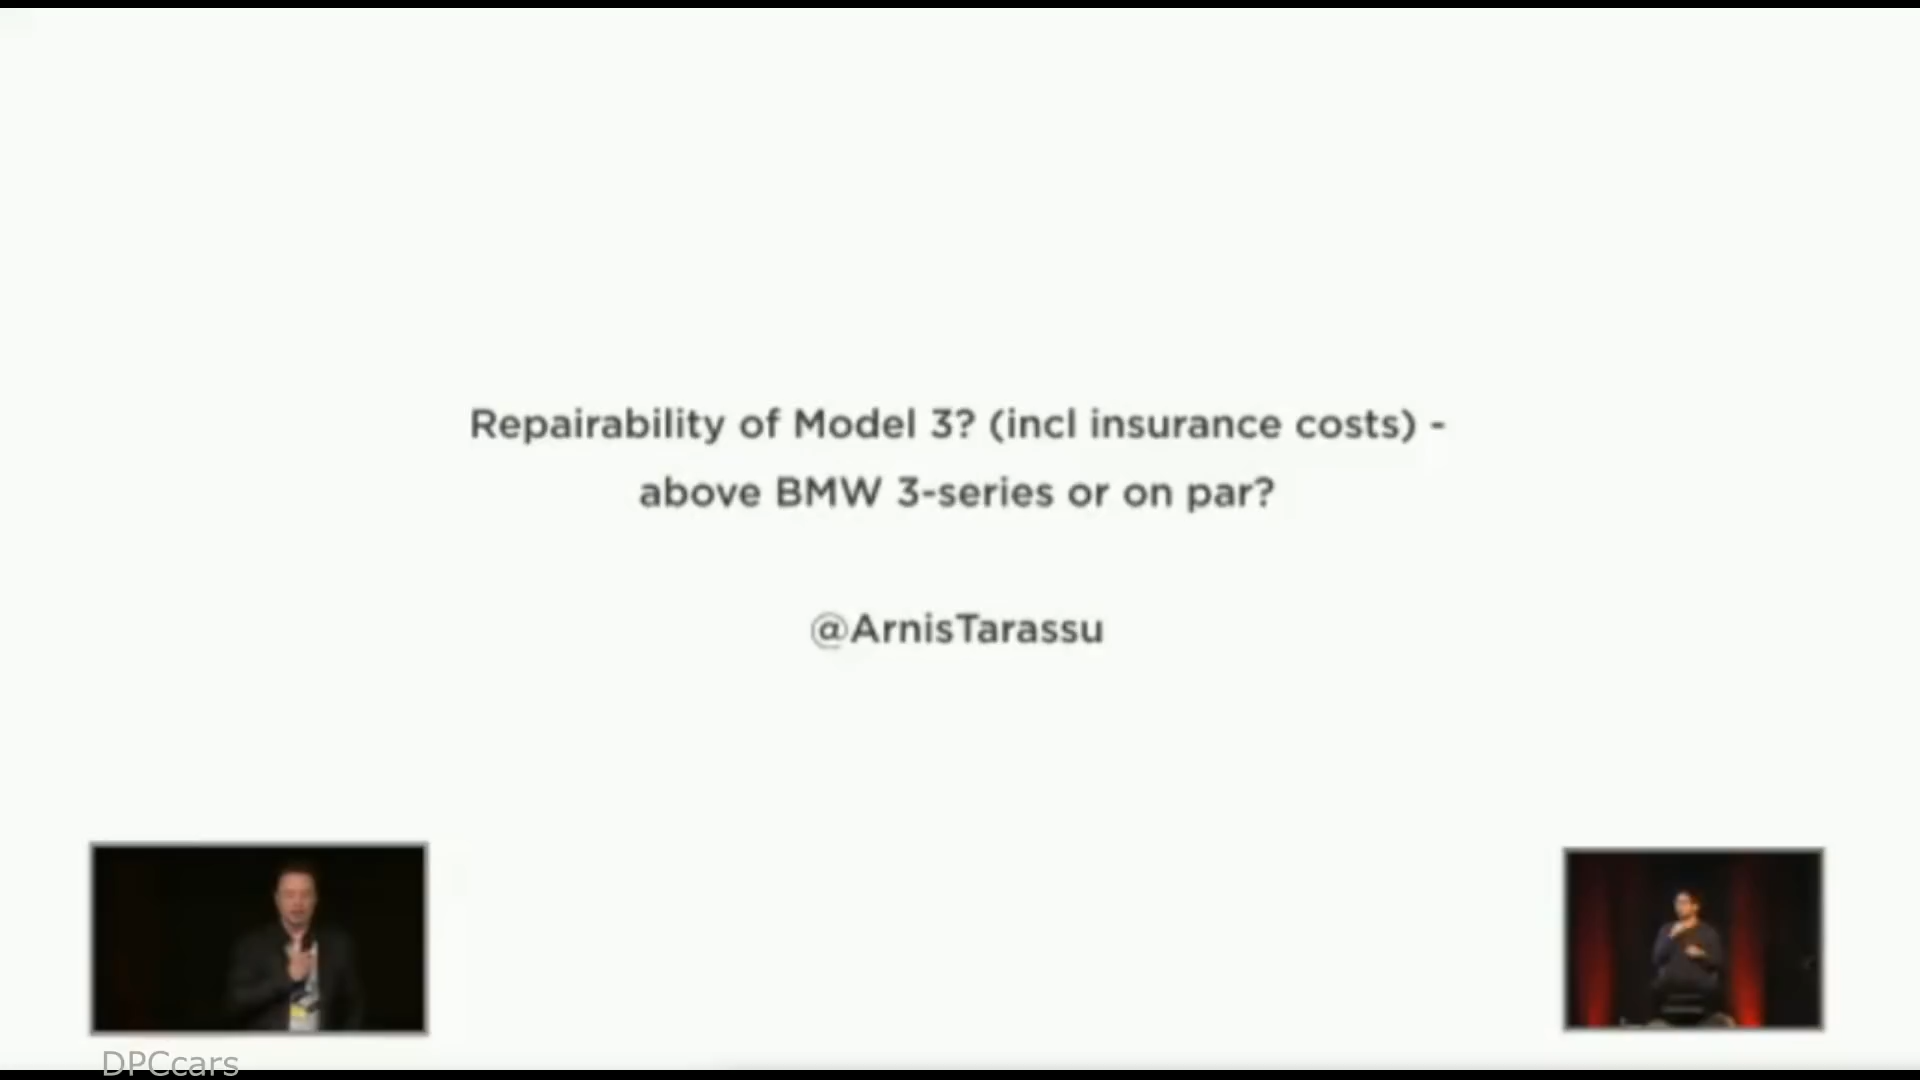 Repairability of Model 3? (incl insurance costs) -
above BMW 3-series or on par?
@ArnisTarassu
DPCcars